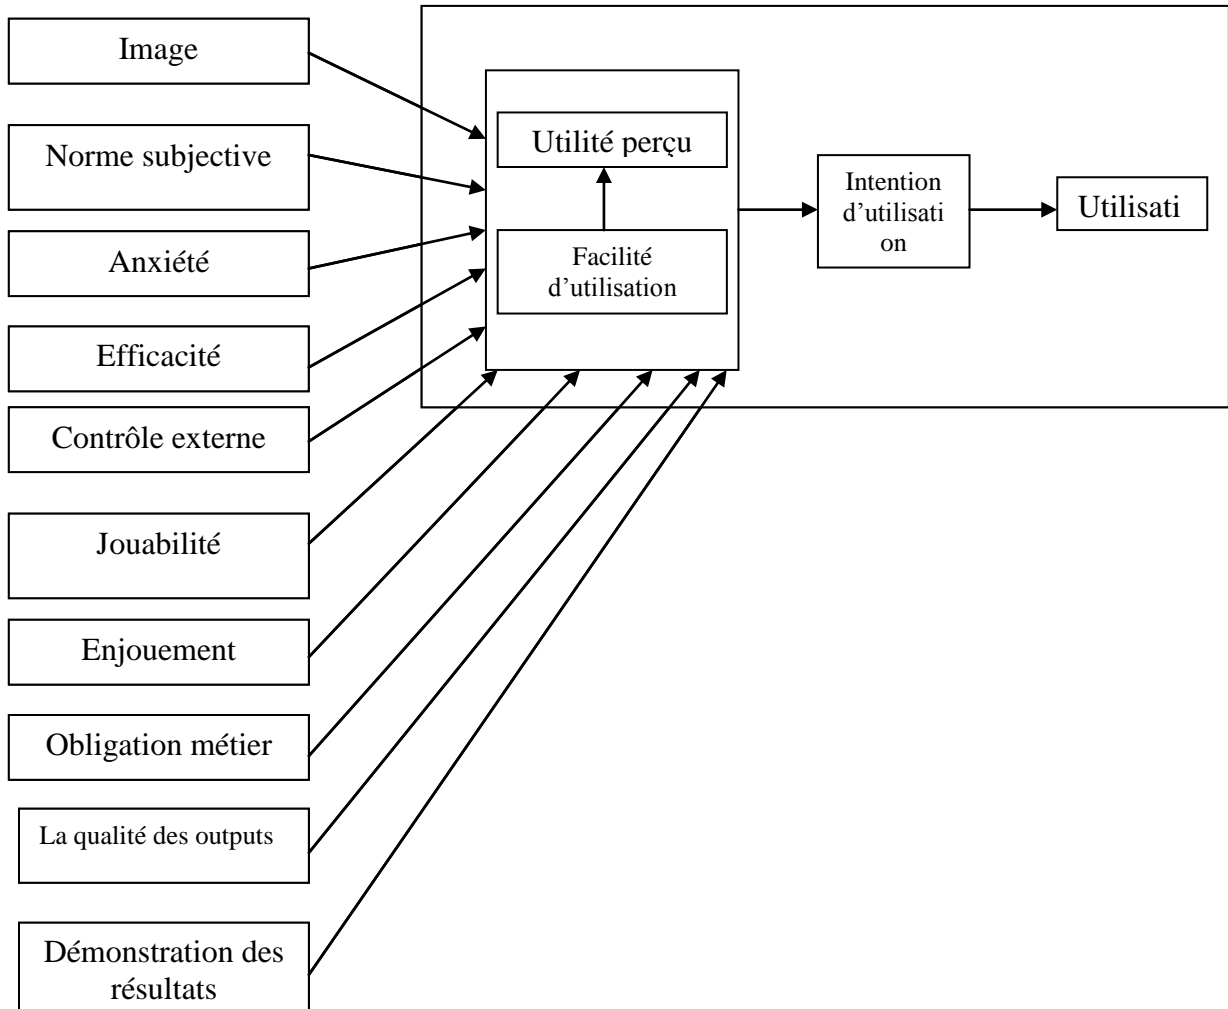 Image
Norme subjective
Anxiété
Efficacité
Contrôle externe
Jouabilité
Enjouement
Obligation métier
La qualité des outputs
Démonstration des
résultats
Utilité perçu
Facilité
d’utilisation
Intention
d’utilisati
on
Utilisati